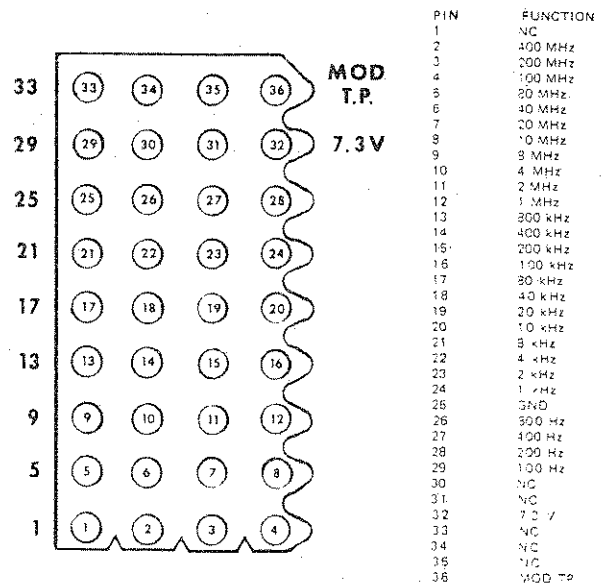 33 33 34 35 36 MOD. T.P.
29 29 30 31 32 7.3 V
25 25 26 27 28
21 21 22 23 24
17 17 18 19 20
13 13 14 15 16
9 9 10 11 12
5 5 6 7 8
1 1 2 3 4
PIN FUNCTION
1 NC
2 400 MHz
3 200 MHz
4 100 MHz
5 80 MHz
6 40 MHz
7 20 MHz
8 10 MHz
9 8 MHz
10 4 MHz
11 2 MHz
12 1 MHz
13 800 kHz
14 400 kHz
15 200 kHz
16 100 kHz
17 80 kHz
18 40 kHz
19 20 kHz
20 10 kHz
21 8 kHz
22 4 kHz
23 2 kHz
24 1 kHz
25 GND
26 800 Hz
27 400 Hz
28 200 Hz
29 100 Hz
30 NC
31 NC
32 7.3 V
33 NC
34 NC
35 NC
36 MOD TP